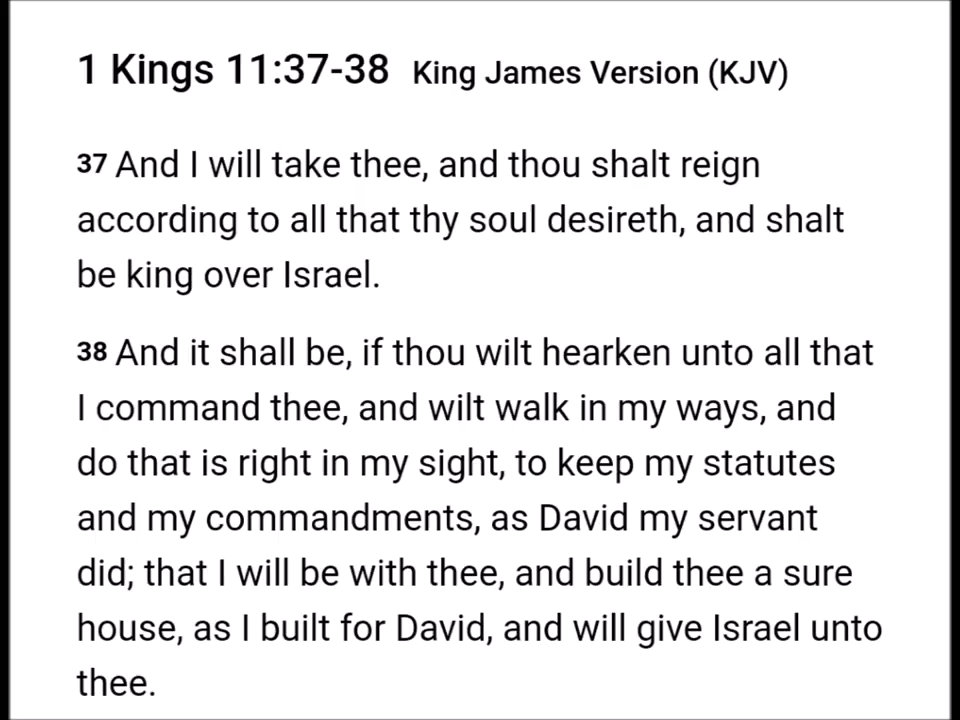 1 Kings 11:37-38 King James Version (KJV)
37 And I will take thee, and thou shalt reign
according to all that thy soul desireth, and shalt
be king over Israel.
38 And it shall be, if thou wilt hearken unto all that
I command thee, and wilt walk in my ways, and
do that is right in my sight, to keep my statutes
and my commandments, as David my servant
did; that I will be with thee, and build thee a sure
house, as I built for David, and will give Israel unto
thee.